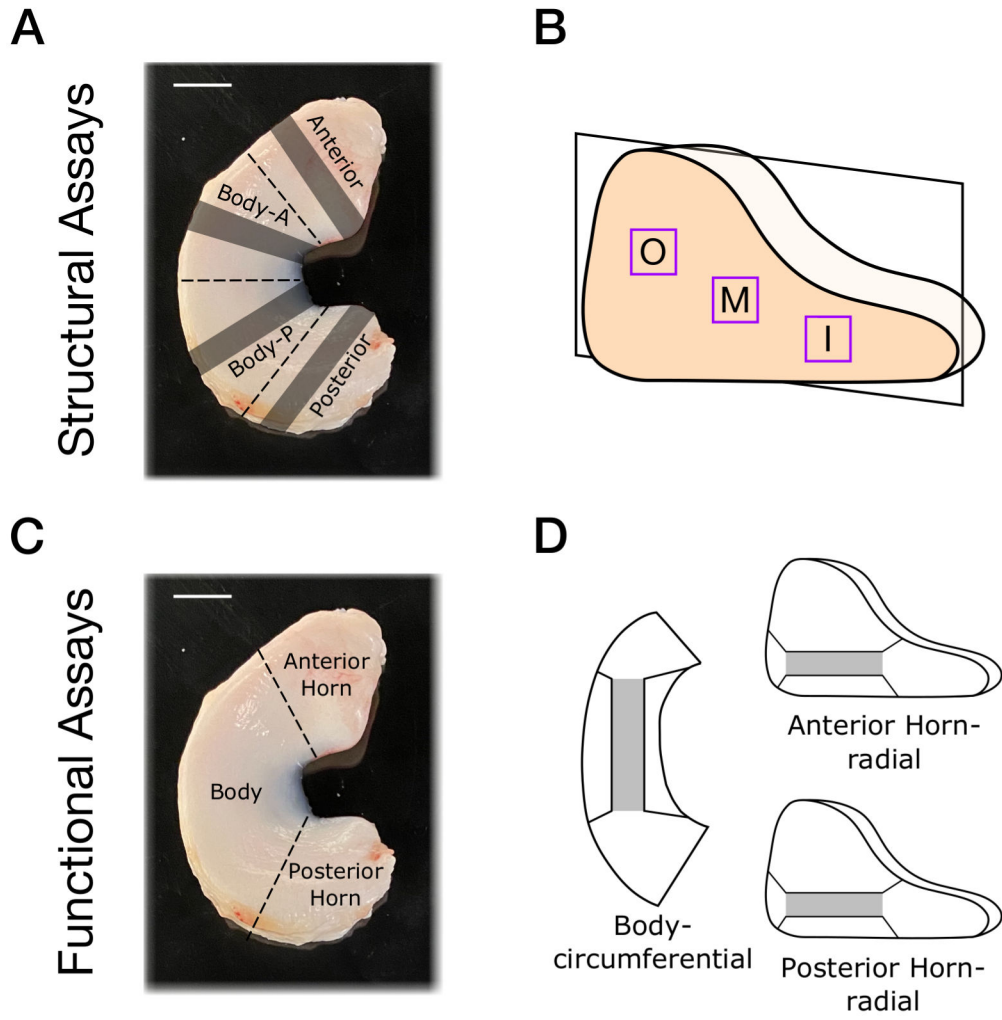 A
B
Structural Assays
Anterior
Body-A
Body-P
Posterior
O
M
I
C
D
Functional Assays
Anterior
Horn
Body
Posterior
Horn
Anterior Horn-
radial
Body-
circumferential
Posterior Horn-
radial